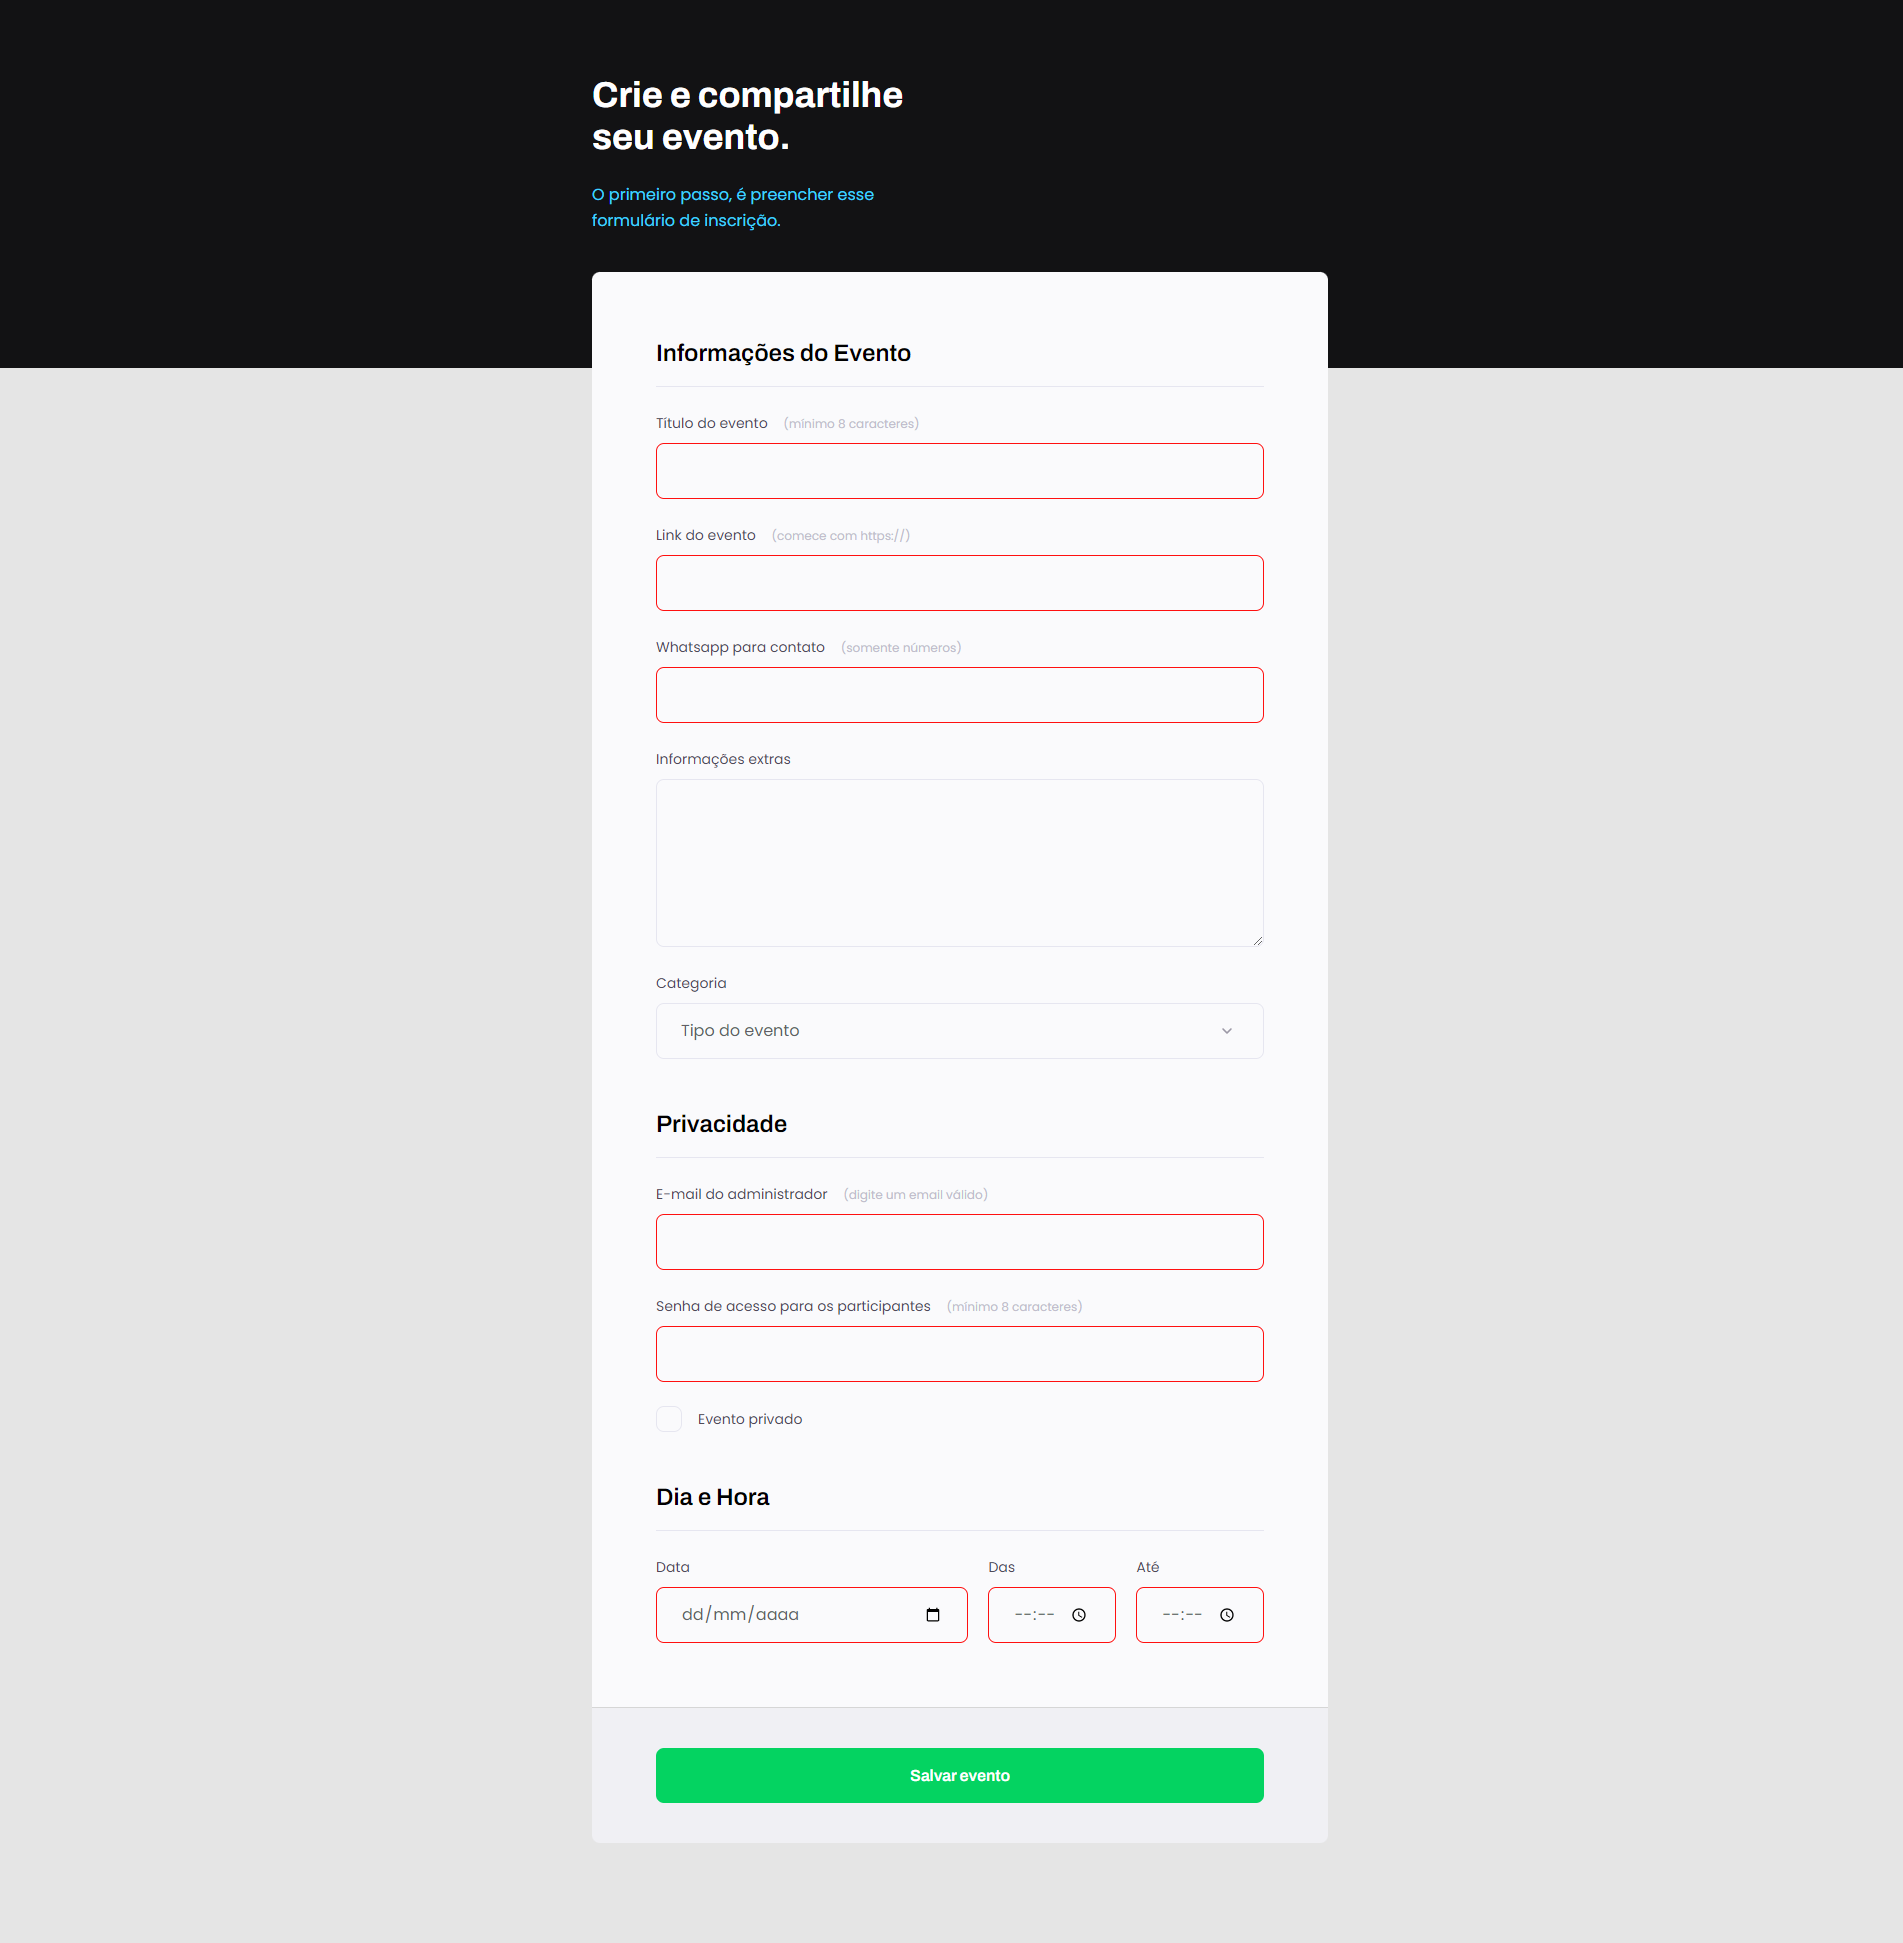 Crie e compartilhe
seu evento.
O primeiro passo, é preencher esse
formulário de inscrição.
Informações do Evento
Título do evento (mínimo 8 caracteres)
Link do evento (comece com https://)
Whatsapp para contato (somente números)
Informações extras
Categoria
Tipo do evento
Privacidade
E-mail do administrador (digite um email válido)
Senha de acesso para os participantes (mínimo 8 caracteres)
Evento privado
Dia e Hora
Data Das Até
dd/mm/aaaa --:-- --:--
Salvar evento